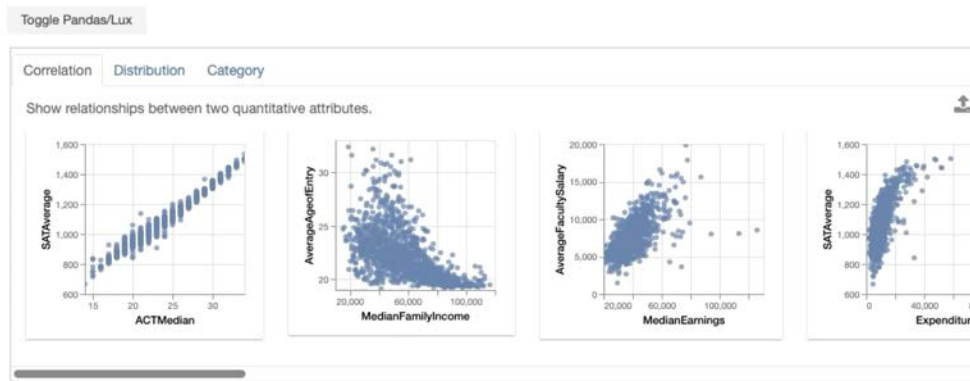 Toggle Pandas/Lux
Correlation Distribution Category
Show relationships between two quantitative attributes.
1,600
1,400
1,200
1,000
800
600
SATAverage
15 20 25 30
ACTMedian
30
25
20
AverageAgeofEntry
20,000 60,000 100,000
MedianFamilyIncome
20,000
15,000
10,000
5,000
0
AverageFacultySalary
20,000 60,000 100,000
MedianEarnings
1,600
1,400
1,200
1,000
800
600
SATAverage
0 40,000
Expenditur